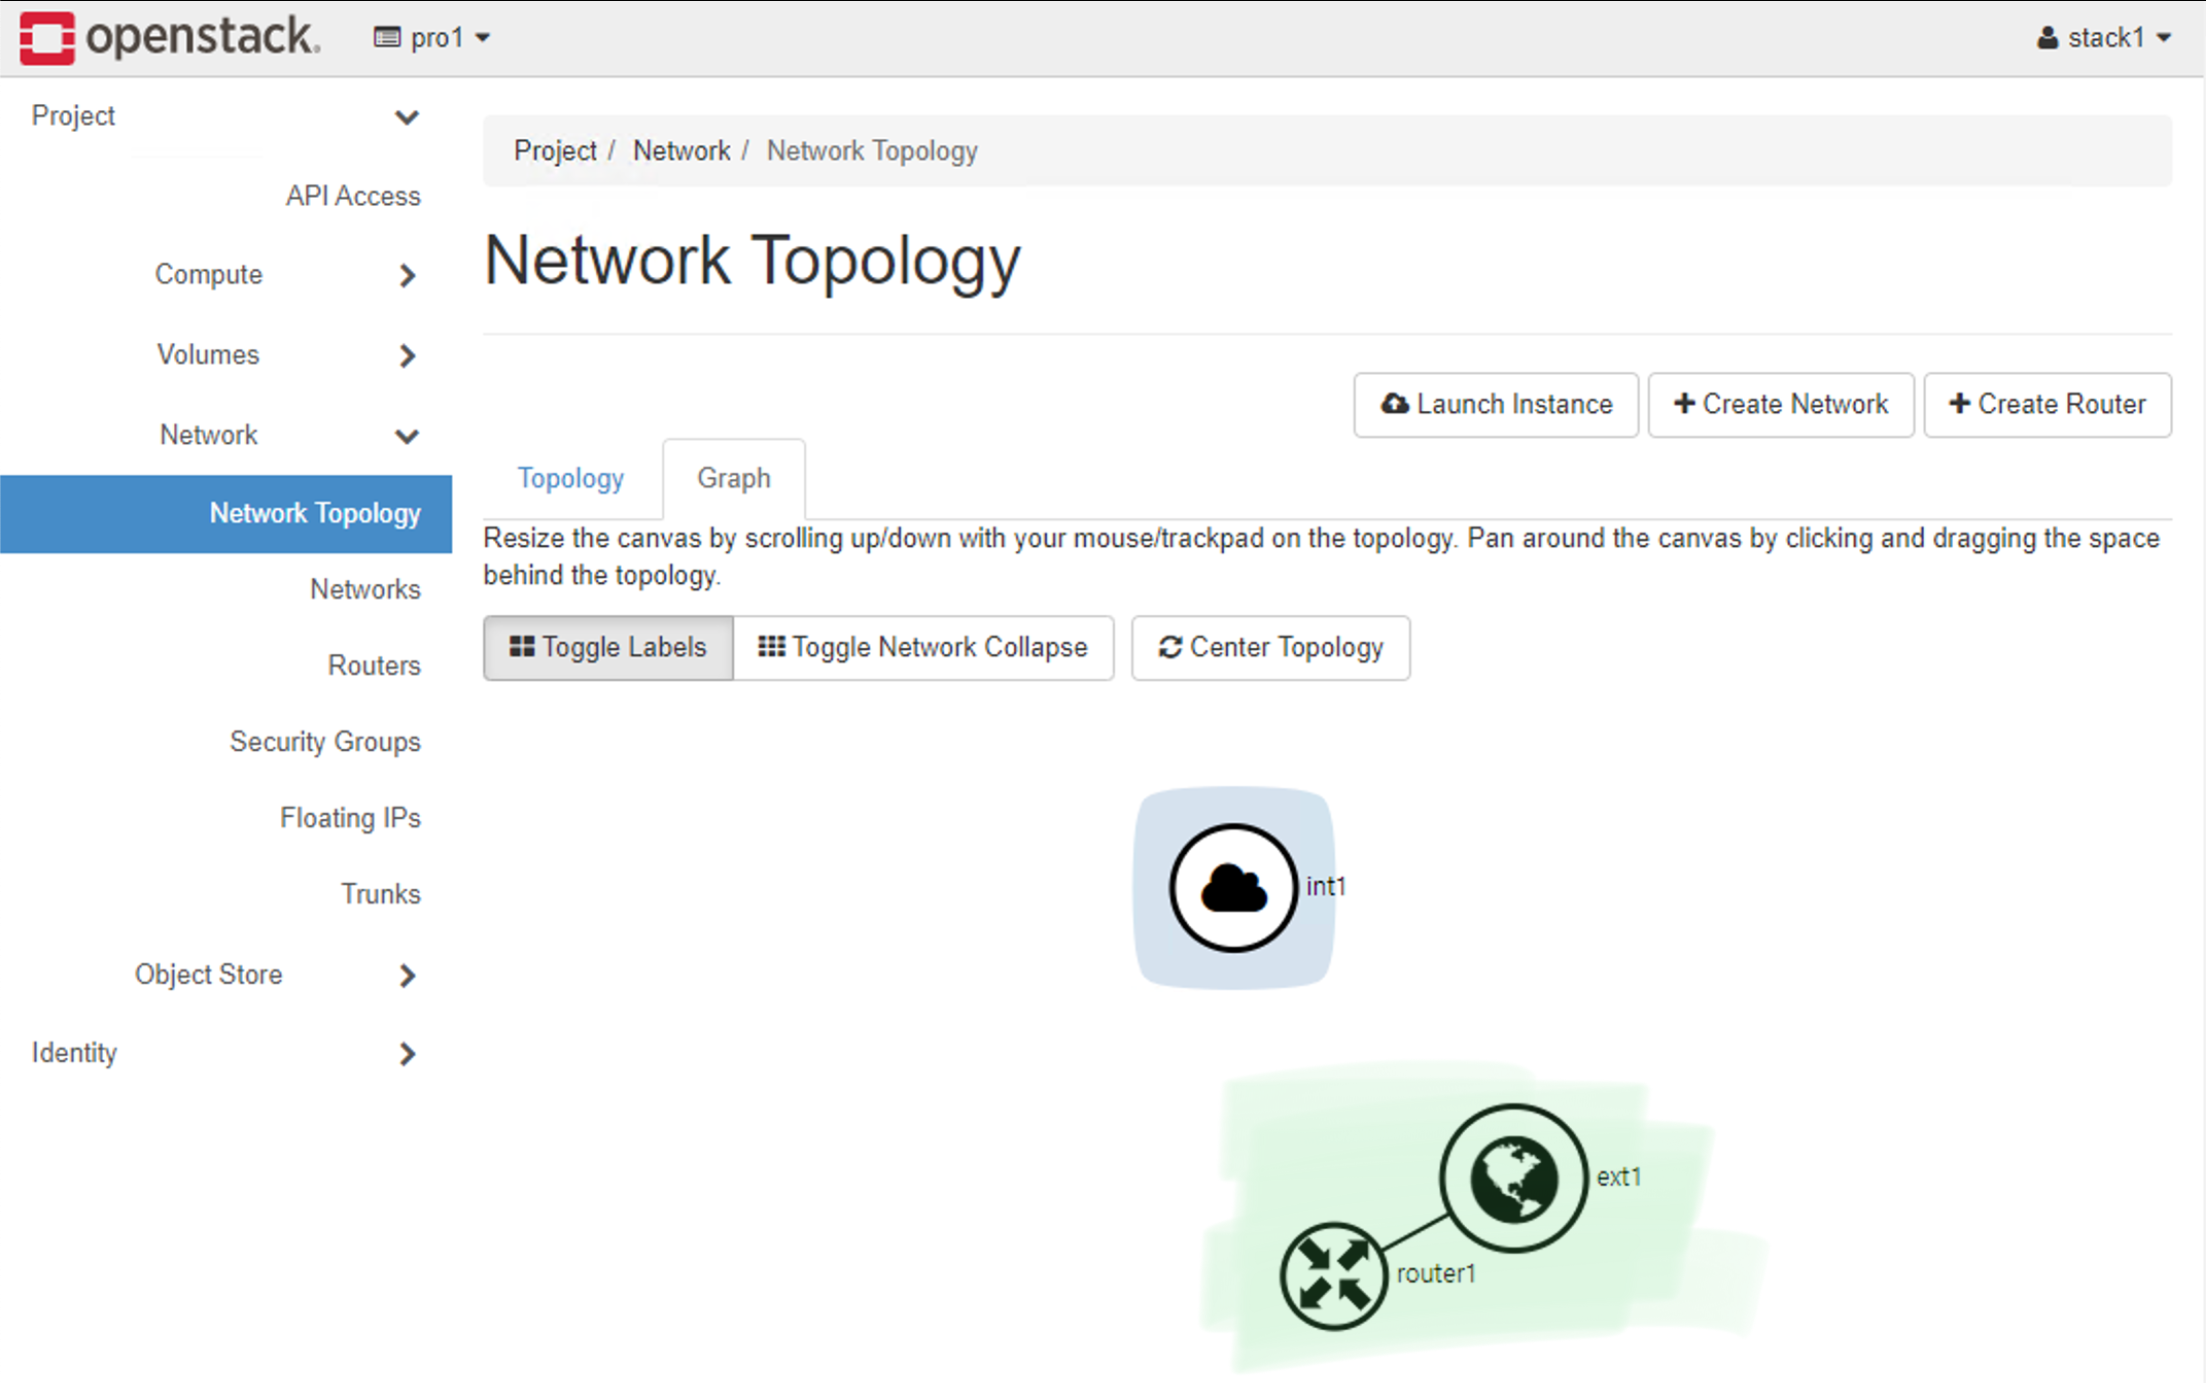 openstack.
pro1
stack1
Project
API Access
Compute
Volumes
Network
Network Topology
Networks
Routers
Security Groups
Floating IPs
Trunks
Object Store
Identity
Project / Network / Network Topology
Network Topology
Launch Instance
+ Create Network
+ Create Router
Topology
Graph
Resize the canvas by scrolling up/down with your mouse/trackpad on the topology. Pan around the canvas by clicking and dragging the space
behind the topology.
Toggle Labels
Toggle Network Collapse
Center Topology
int1
ext1
router1